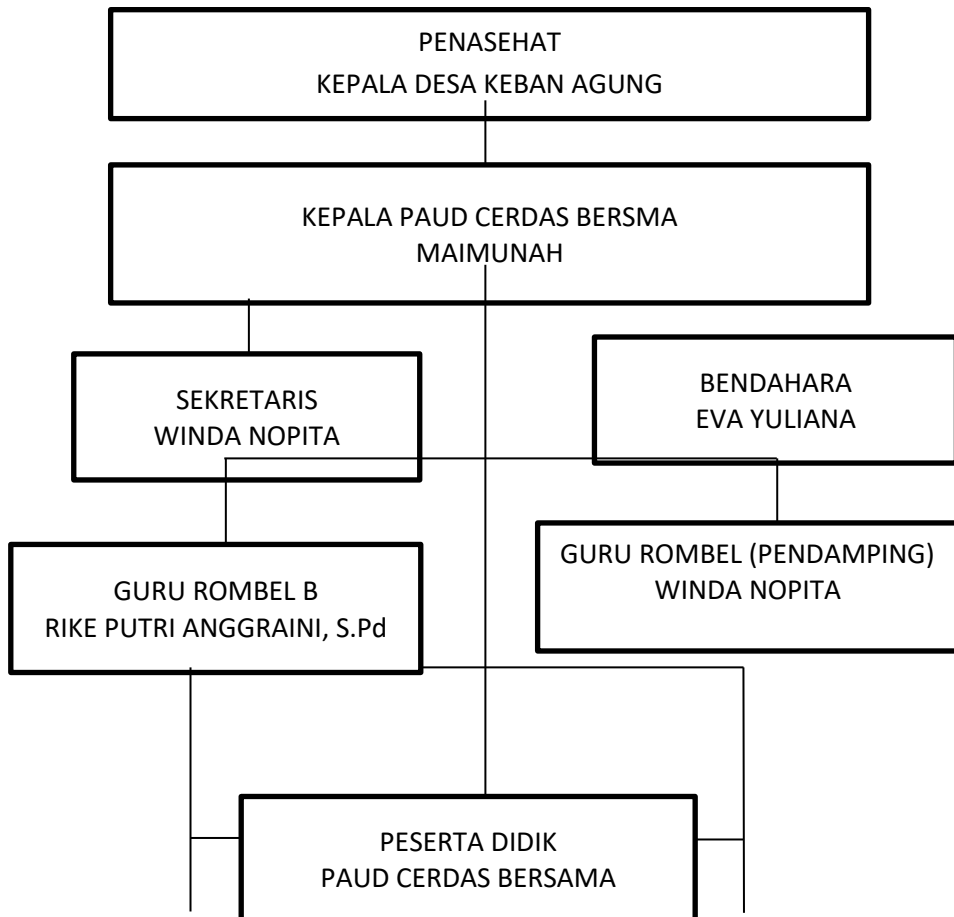 PENASEHAT
KEPALA DESA KEBAN AGUNG
KEPALA PAUD CERDAS BERSMA
MAIMUNAH
SEKRETARIS
WINDA NOPITA
BENDAHARA
EVA YULIANA
GURU ROMBEL B
RIKE PUTRI ANGGRAINI, S.Pd
GURU ROMBEL (PENDAMPING)
WINDA NOPITA
PESERTA DIDIK
PAUD CERDAS BERSAMA